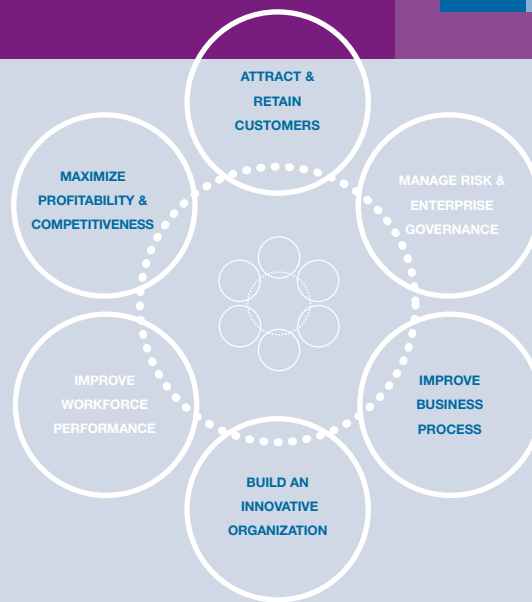 ATTRACT &
RETAIN
CUSTOMERS
MAXIMIZE
PROFITABILITY &
COMPETITIVENESS
MANAGE RISK &
ENTERPRISE
GOVERNANCE
IMPROVE
WORKFORCE
PERFORMANCE
IMPROVE
BUSINESS
PROCESS
BUILD AN
INNOVATIVE
ORGANIZATION